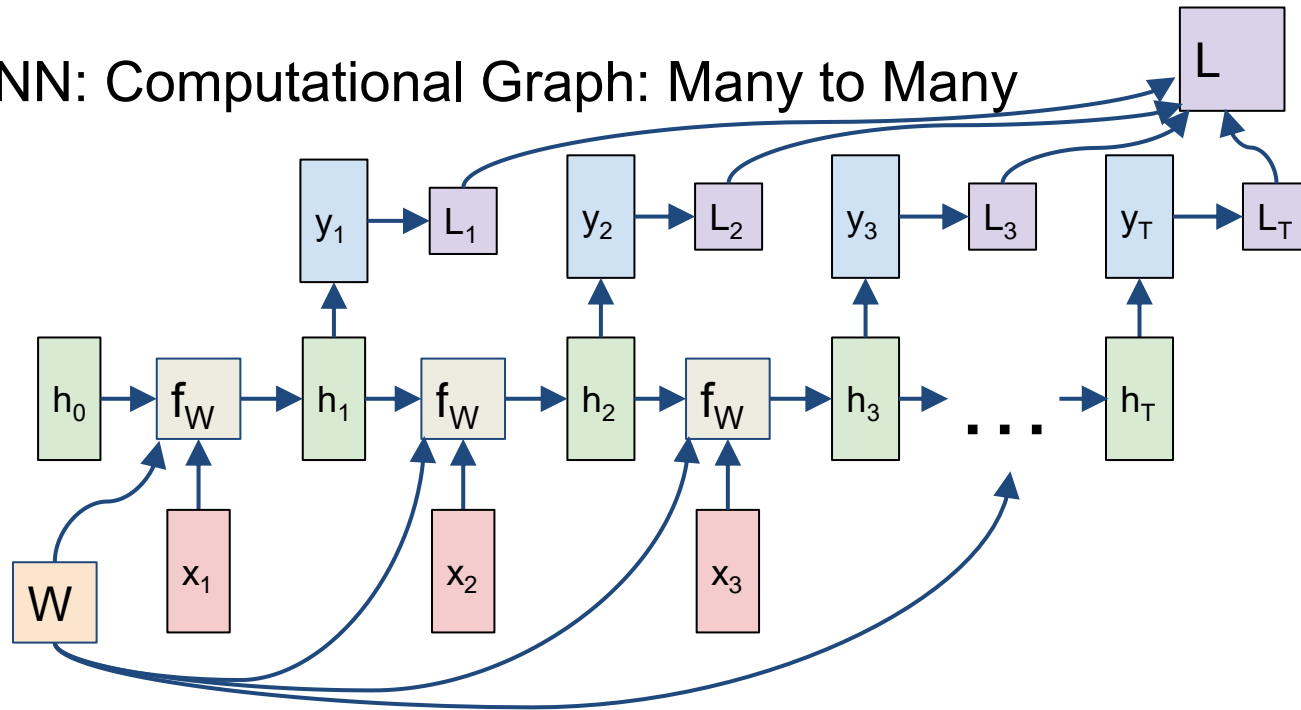 NN: Computational Graph: Many to Many
L
y1 L1 y2 L2 y3 L3 yT LT
h0 fW h1 fW h2 fW h3 ... hT
W x1 x2 x3